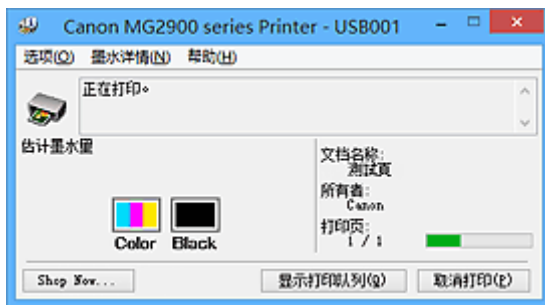 Canon MG2900 series Printer - USB001
选项(O) 墨水详情(N) 帮助(H)
正在打印。
估计墨水量
文档名称:
测试页
所有者:
Canon
打印页:
1 / 1
Color Black
Shop Now... 显示打印队列(Q) 取消打印(P)